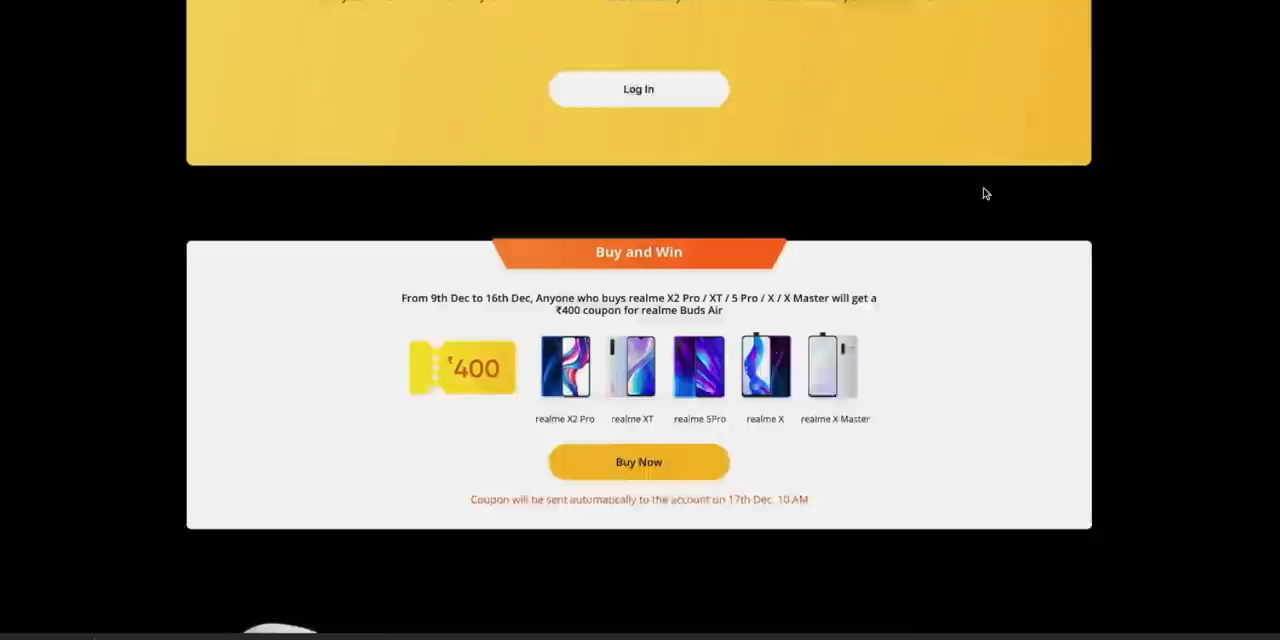 Log In
Buy and Win
From 9th Dec to 16th Dec, Anyone who buys realme X2 Pro / XT / 5 Pro / X / X Master will get a
₹400 coupon for realme Buds Air
₹400
realme X2 Pro
realme XT
realme 5Pro
realme X
realme X Master
Buy Now
Coupon will be sent automatically to the account on 17th Dec, 10 AM